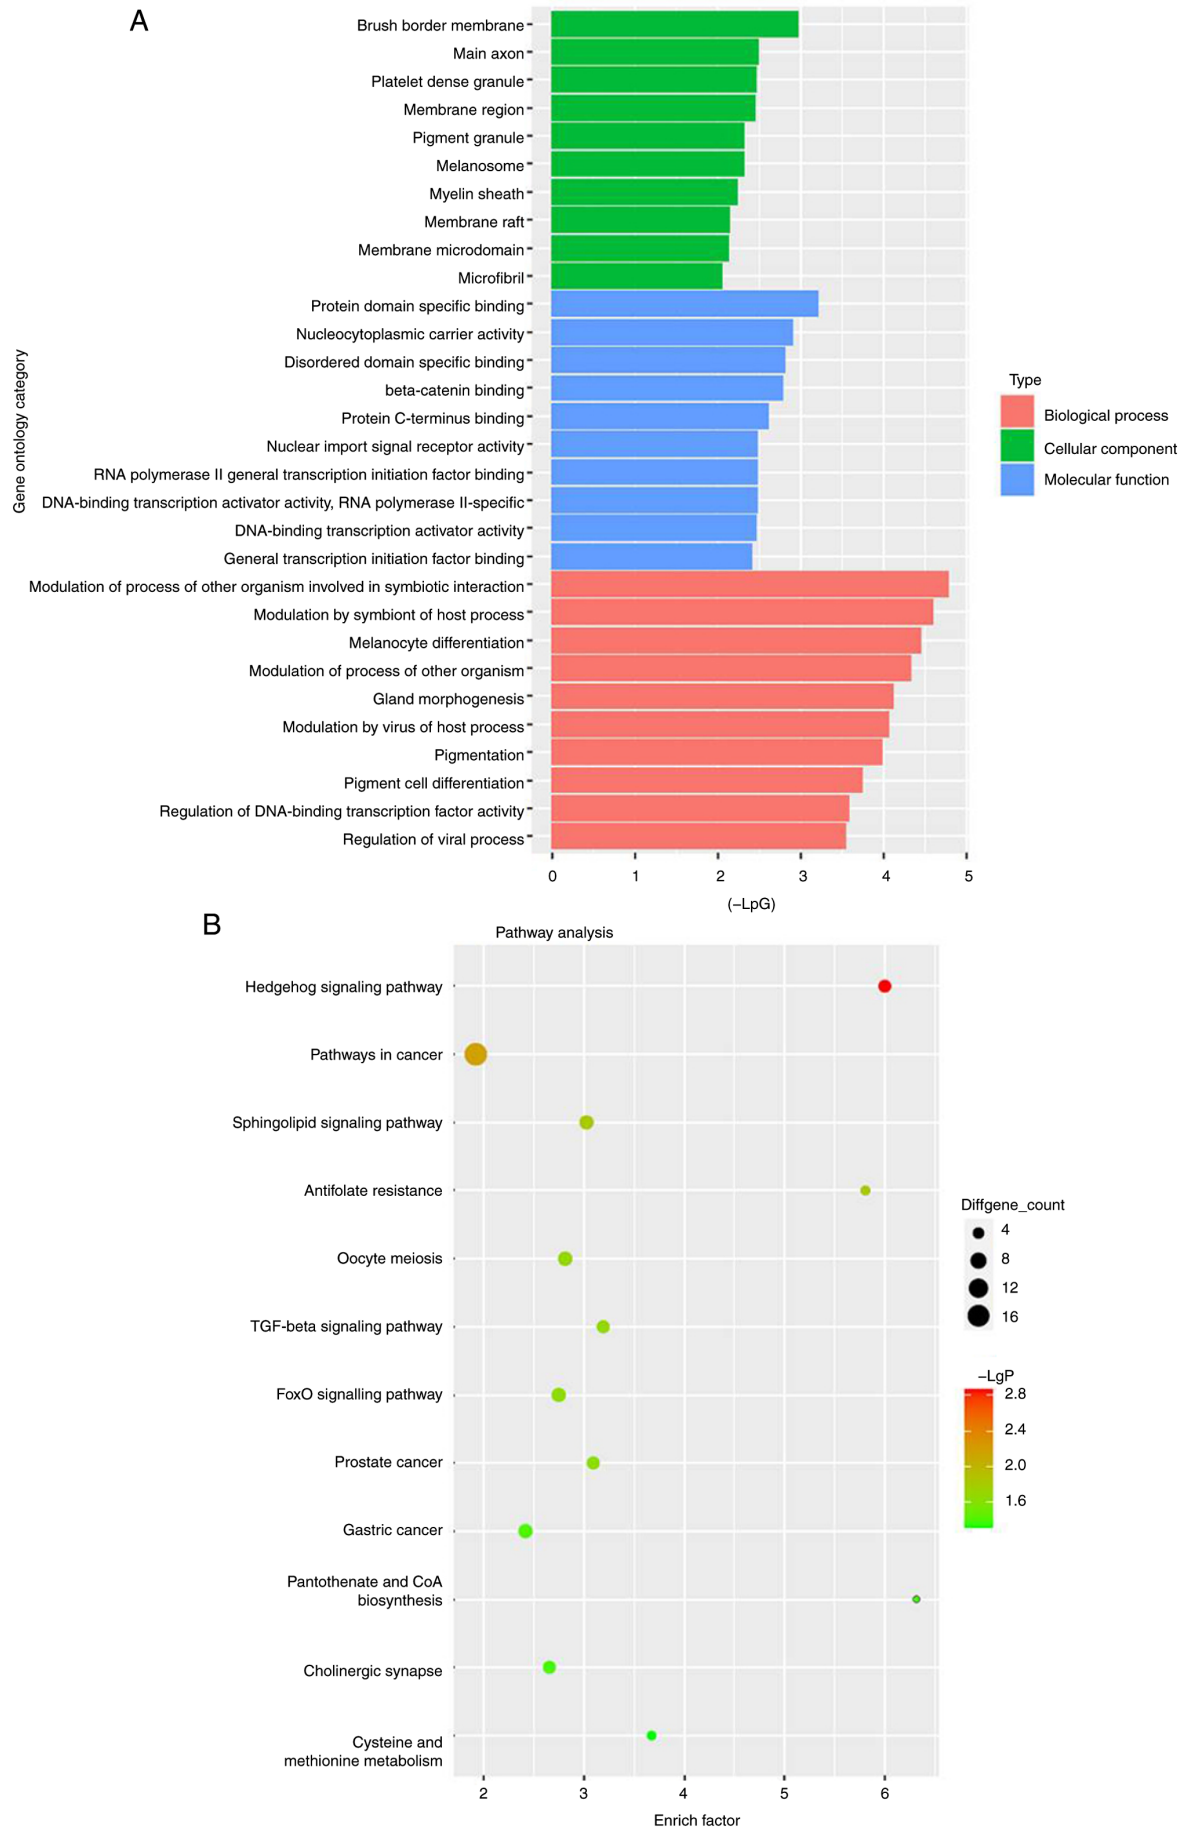 A
Gene ontology category
Brush border membrane
Main axon
Platelet dense granule
Membrane region
Pigment granule
Melanosome
Myelin sheath
Membrane raft
Membrane microdomain
Microfibril
Protein domain specific binding
Nucleocytoplasmic carrier activity
Disordered domain specific binding
beta-catenin binding
Protein C-terminus binding
Nuclear import signal receptor activity
RNA polymerase II general transcription initiation factor binding
DNA-binding transcription activator activity, RNA polymerase II-specific
DNA-binding transcription activator activity
General transcription initiation factor binding
Modulation of process of other organism involved in symbiotic interaction
Modulation by symbiont of host process
Melanocyte differentiation
Modulation of process of other organism
Gland morphogenesis
Modulation by virus of host process
Pigmentation
Pigment cell differentiation
Regulation of DNA-binding transcription factor activity
Regulation of viral process
0 1 2 3 4 5
(−LpG)
Type
Biological process
Cellular component
Molecular function
B
Pathway analysis
Hedgehog signaling pathway
Pathways in cancer
Sphingolipid signaling pathway
Antifolate resistance
Oocyte meiosis
TGF-beta signaling pathway
FoxO signalling pathway
Prostate cancer
Gastric cancer
Pantothenate and CoA
biosynthesis
Cholinergic synapse
Cysteine and
methionine metabolism
2 3 4 5 6
Enrich factor
Diffgene_count
4
8
12
16
−LgP
2.8
2.4
2.0
1.6